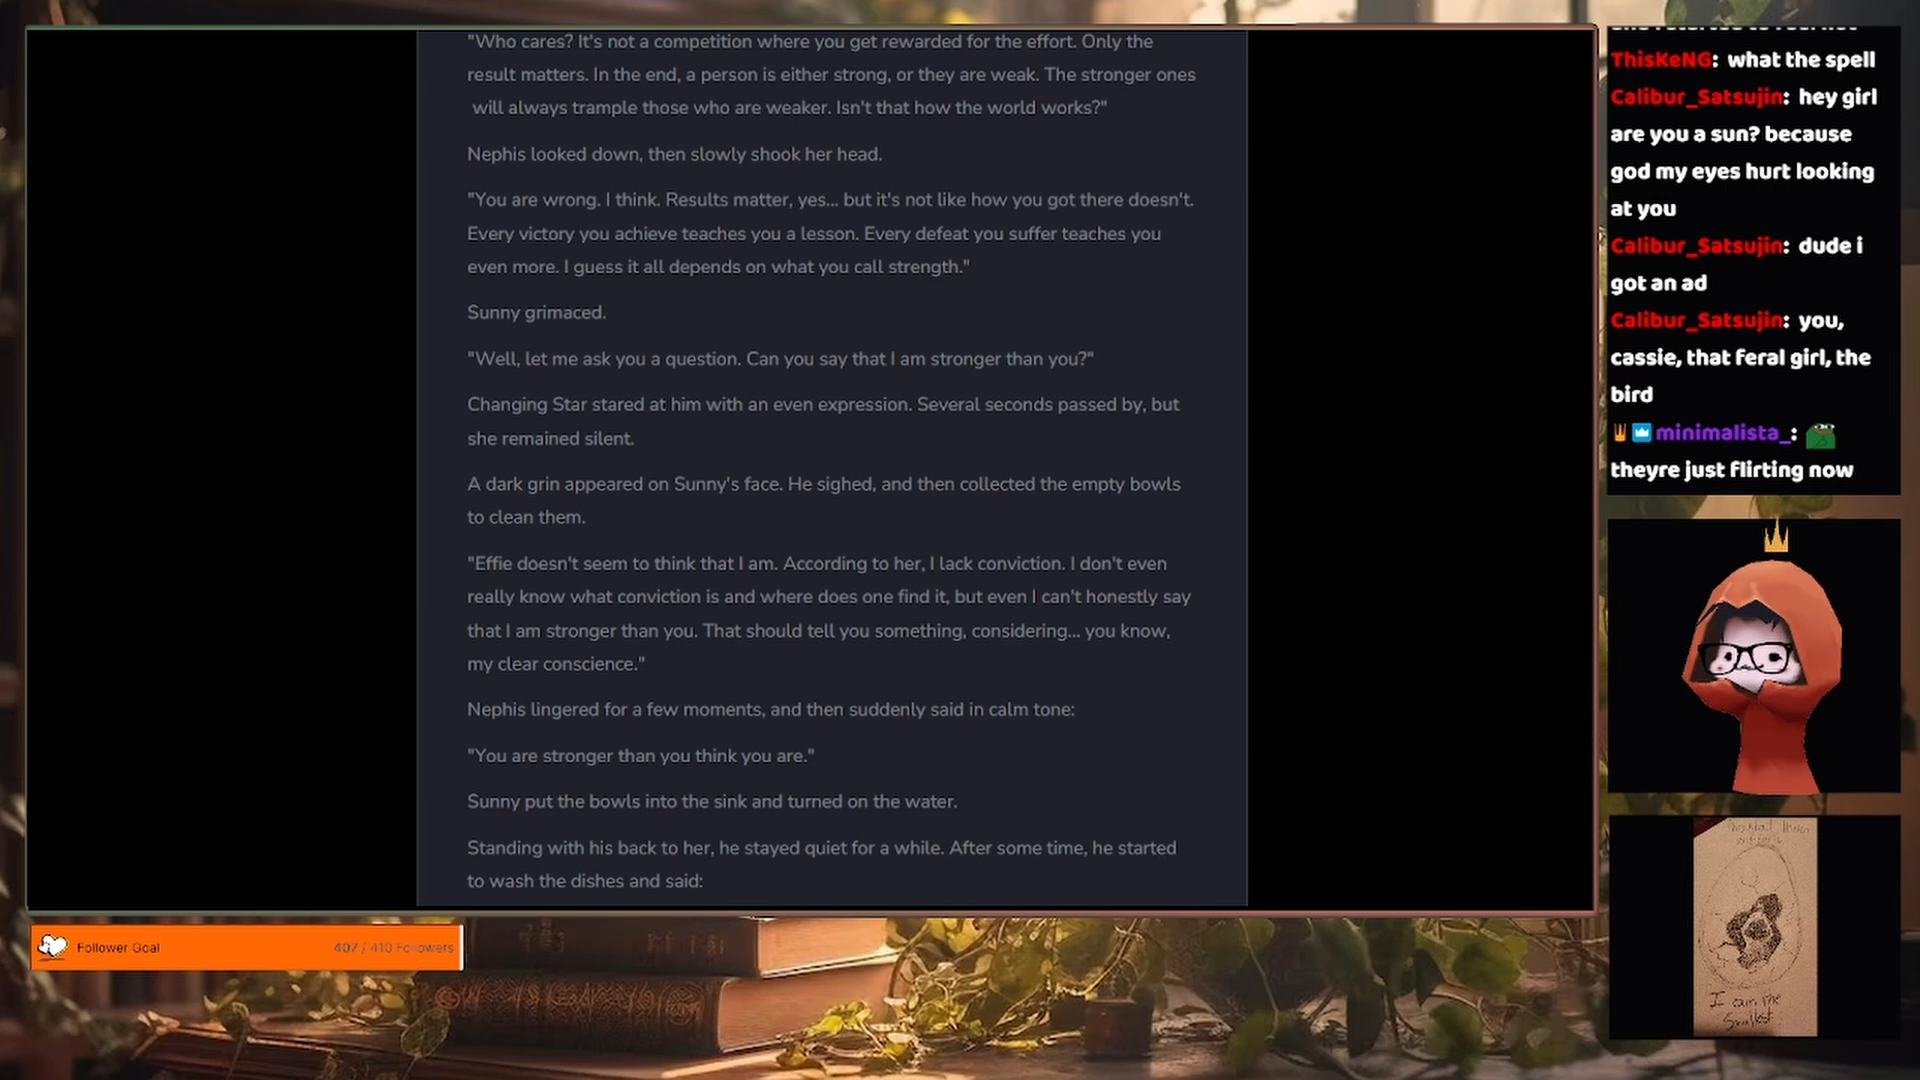 "Who cares? It's not a competition where you get rewarded for the effort. Only the
result matters. In the end, a person is either strong, or they are weak. The stronger ones
will always trample those who are weaker. Isn't that how the world works?"
Nephis looked down, then slowly shook her head.
"You are wrong. I think. Results matter, yes... but it's not like how you got there doesn't.
Every victory you achieve teaches you a lesson. Every defeat you suffer teaches you
even more. I guess it all depends on what you call strength."
Sunny grimaced.
"Well, let me ask you a question. Can you say that I am stronger than you?"
Changing Star stared at him with an even expression. Several seconds passed by, but
she remained silent.
A dark grin appeared on Sunny's face. He sighed, and then collected the empty bowls
to clean them.
"Effie doesn't seem to think that I am. According to her, I lack conviction. I don't even
really know what conviction is and where does one find it, but even I can't honestly say
that I am stronger than you. That should tell you something, considering... you know,
my clear conscience."
Nephis lingered for a few moments, and then suddenly said in calm tone:
"You are stronger than you think you are."
Sunny put the bowls into the sink and turned on the water.
Standing with his back to her, he stayed quiet for a while. After some time, he started
to wash the dishes and said:
ThisKeNG: what the spell
Calibur_Satsujin: hey girl
are you a sun? because
god my eyes hurt looking
at you
Calibur_Satsujin: dude i
got an ad
Calibur_Satsujin: you,
cassie, that feral girl, the
bird
minimalista_:
theyre just flirting now
Follower Goal
407 / 410 Followers
I am the
Smallest